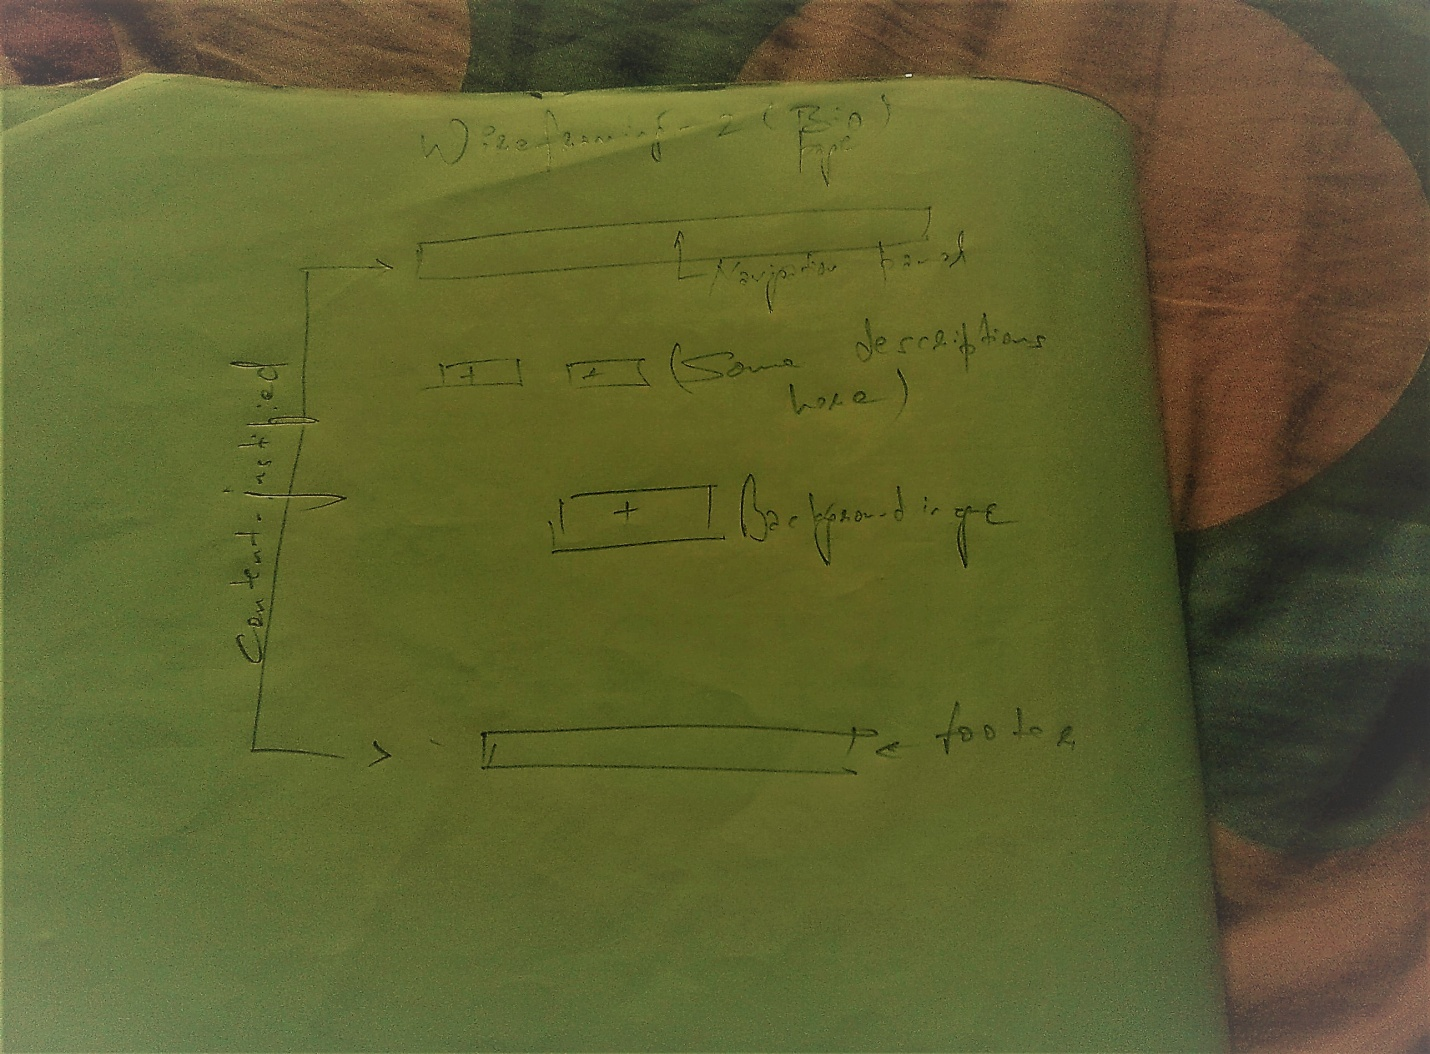 Wireframing - 2 (Bio
page)
Navigation panel
+ + (Some descriptions
here)
+ Background image
footer
Content-justified